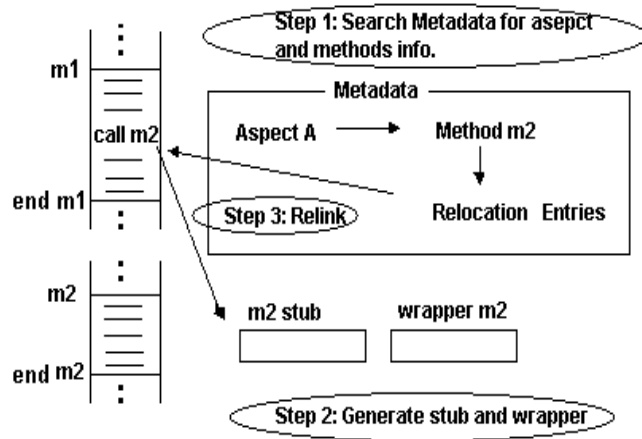 Step 1: Search Metadata for asepct
and methods info.
m1
Metadata
call m2
Aspect A
Method m2
end m1
Step 3: Relink
Relocation Entries
m2
m2 stub
wrapper m2
end m2
Step 2: Generate stub and wrapper